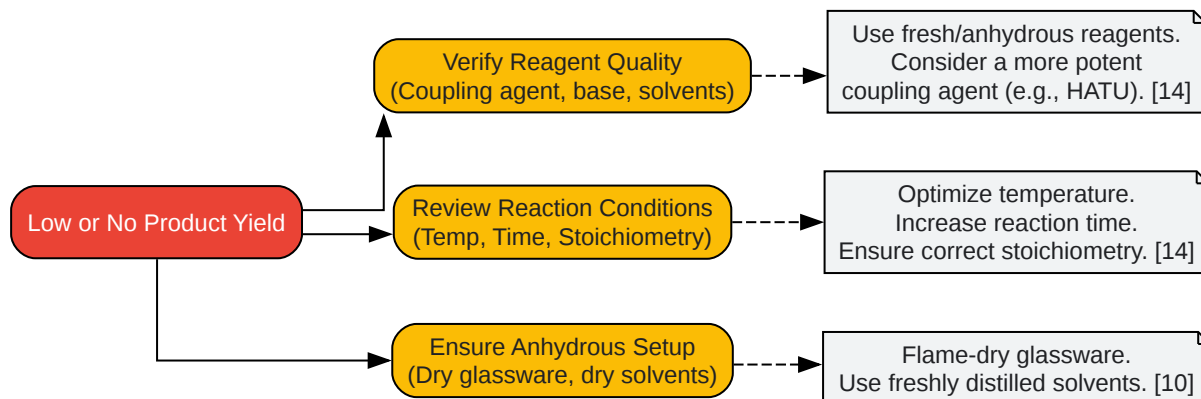 Low or No Product Yield
Verify Reagent Quality
(Coupling agent, base, solvents)
Use fresh/anhydrous reagents.
Consider a more potent
coupling agent (e.g., HATU). [14]
Review Reaction Conditions
(Temp, Time, Stoichiometry)
Optimize temperature.
Increase reaction time.
Ensure correct stoichiometry. [14]
Ensure Anhydrous Setup
(Dry glassware, dry solvents)
Flame-dry glassware.
Use freshly distilled solvents. [10]